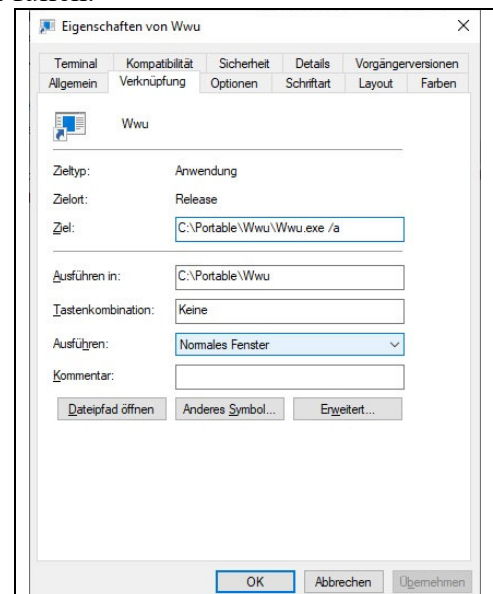 Eigenschaften von Wwu
Terminal Kompatibilität Sicherheit Details Vorgängerversionen
Allgemein Verknüpfung Optionen Schriftart Layout Farben
Wwu
Zieltyp: Anwendung
Zielort: Release
Ziel: C:\Portable\Wwu\Wwu.exe /a
Ausführen in: C:\Portable\Wwu
Tastenkombination: Keine
Ausführen: Normales Fenster
Kommentar:
Dateipfad öffnen Anderes Symbol... Erweitert...
OK Abbrechen Übernehmen